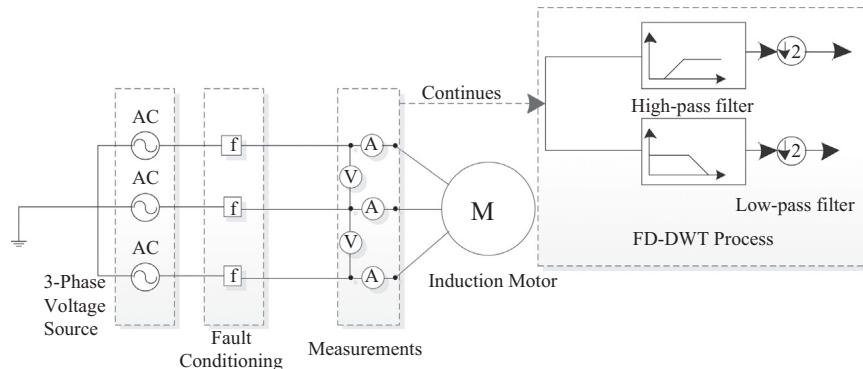 AC
AC
AC
3-Phase
Voltage
Source
f
f
f
Fault
Conditioning
A
V
A
V
A
Measurements
Continues
M
Induction Motor
High-pass filter
2
Low-pass filter
2
FD-DWT Process